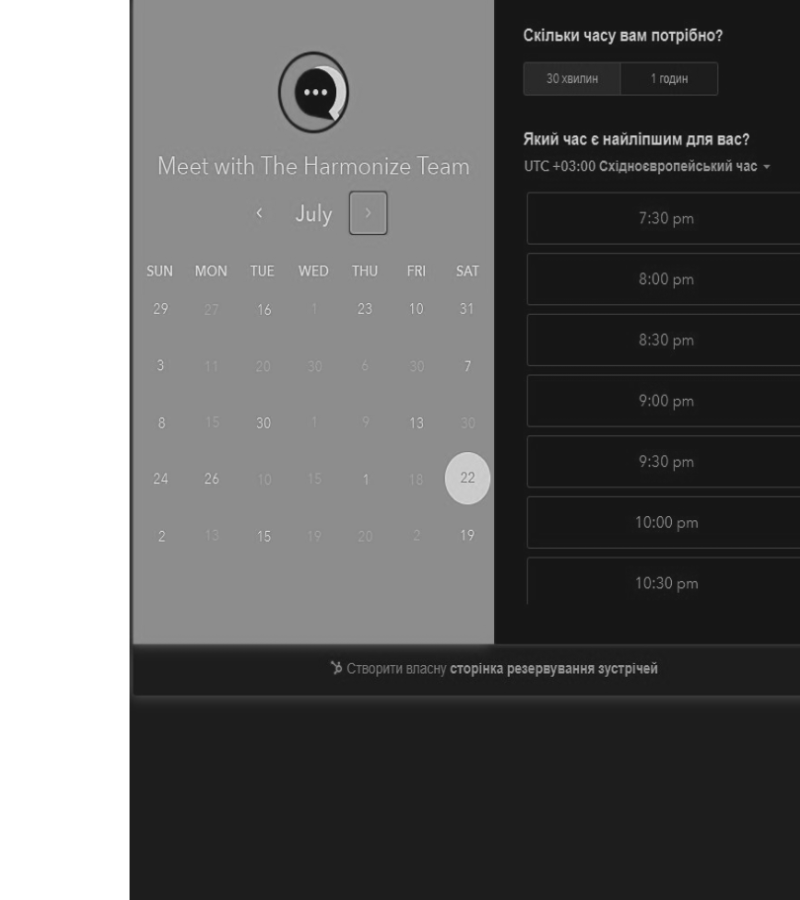 Meet with The Harmonize Team
July
SUN MON TUE WED THU FRI SAT
29 27 16 1 23 10 31
3 11 20 30 6 30 7
8 15 30 1 9 13 30
24 26 10 15 1 18 22
2 13 15 19 20 2 19
Скільки часу вам потрібно?
30 хвилин 1 годин
Який час є найліпшим для вас?
UTC +03:00 Східноєвропейський час
7:30 pm
8:00 pm
8:30 pm
9:00 pm
9:30 pm
10:00 pm
10:30 pm
Створити власну сторінка резервування зустрічей